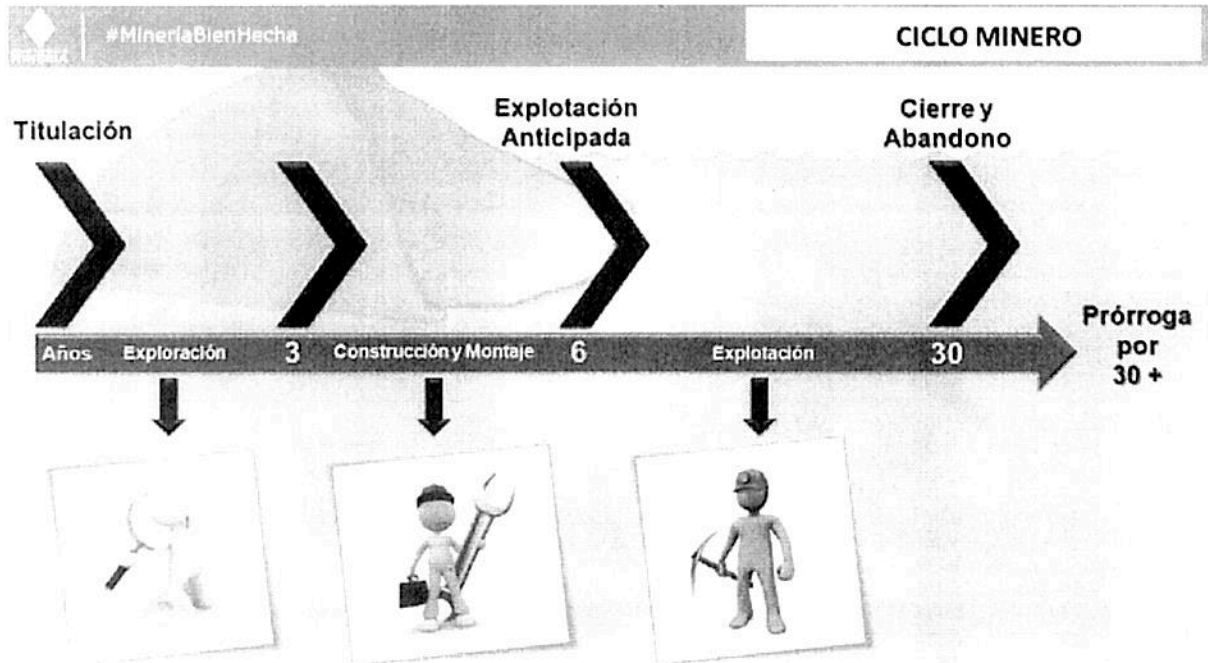 #MineríaBienHecha
CICLO MINERO
Titulación
Explotación
Anticipada
Cierre y
Abandono
Años
Exploración
3
Construcción y Montaje
6
Explotación
30
Prórroga
por
30 +